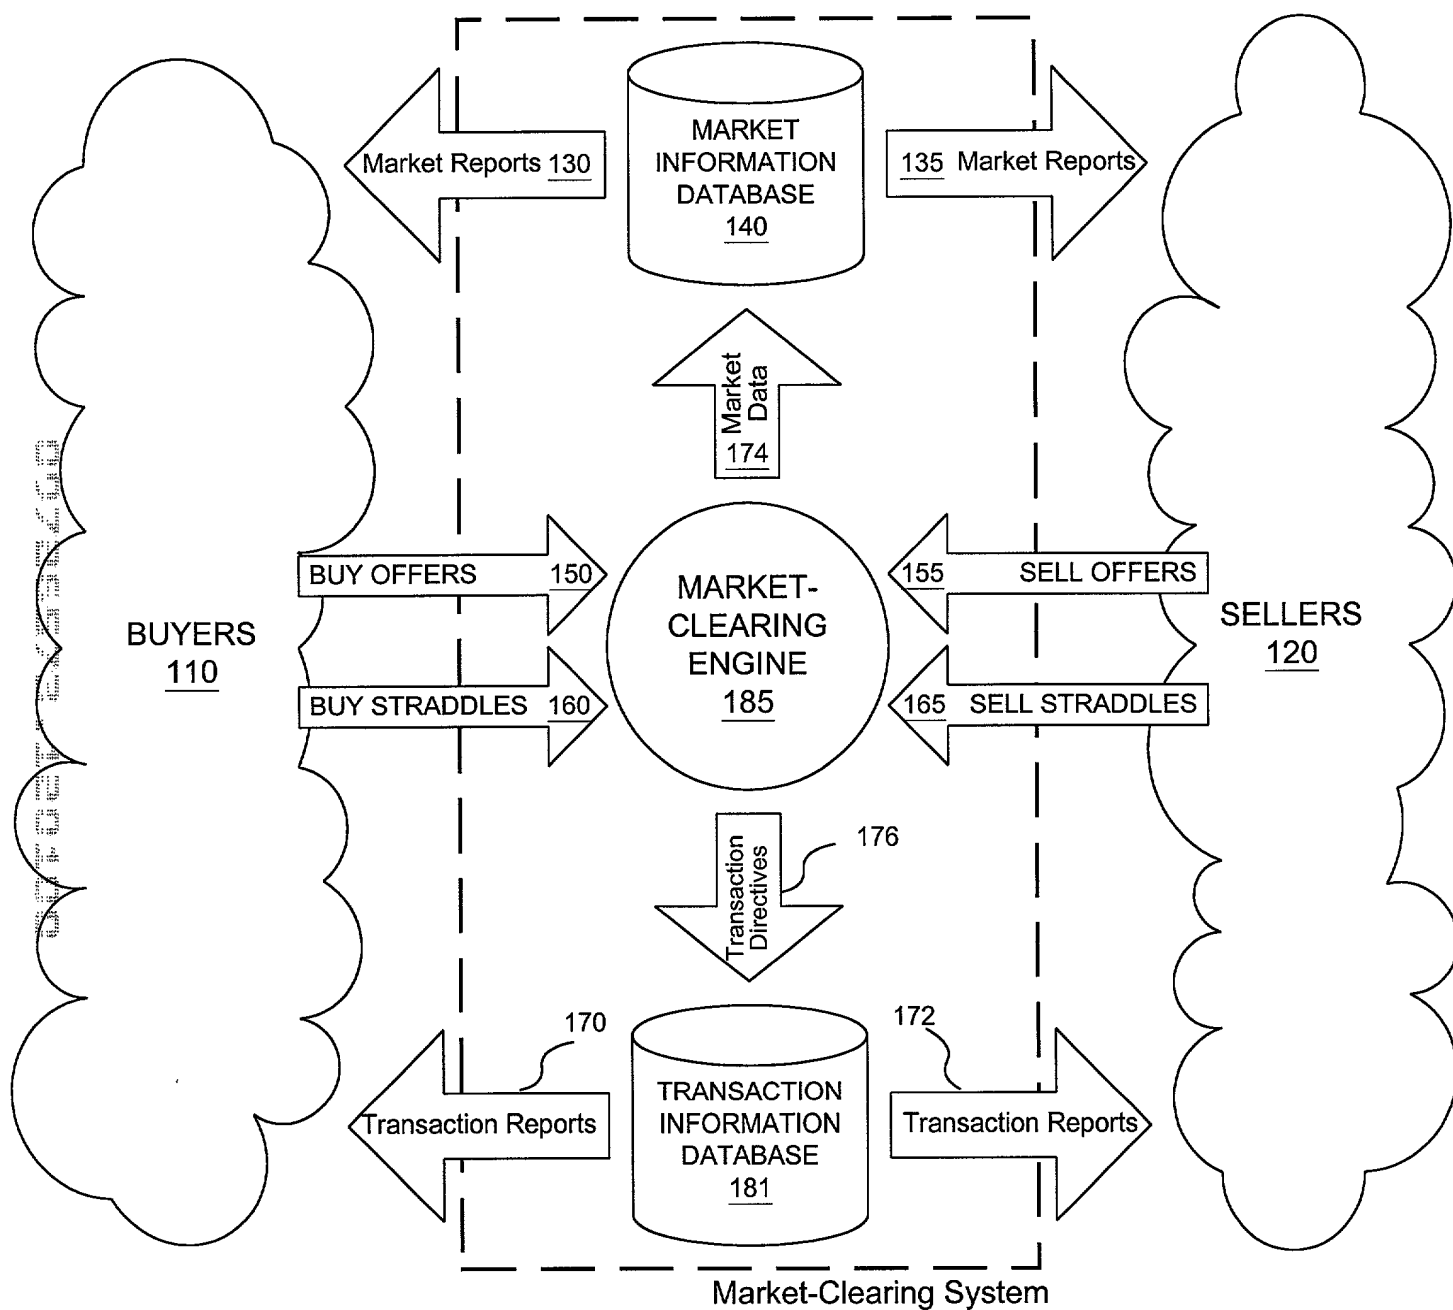 MARKET
INFORMATION
DATABASE
140
Market Reports 130
135 Market Reports
Market
Data
174
BUY OFFERS 150
155 SELL OFFERS
MARKET-
CLEARING
ENGINE
185
BUYERS
110
SELLERS
120
BUY STRADDLES 160
165 SELL STRADDLES
176
Transaction
Directives
170
172
TRANSACTION
INFORMATION
DATABASE
181
Transaction Reports
Transaction Reports
Market-Clearing System